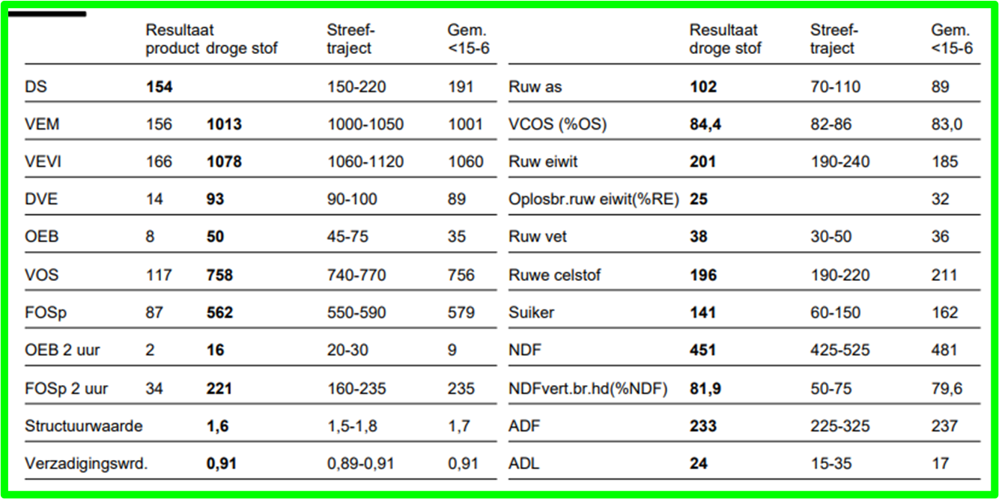 Resultaat Streef- Gem. Resultaat Streef- Gem.
product droge stof traject <15-6 droge stof traject <15-6
DS 154 150-220 191 Ruw as 102 70-110 89
VEM 156 1013 1000-1050 1001 VCOS (%OS) 84,4 82-86 83,0
VEVI 166 1078 1060-1120 1060 Ruw eiwit 201 190-240 185
DVE 14 93 90-100 89 Oplosbr.ruw eiwit(%RE) 25 32
OEB 8 50 45-75 35 Ruw vet 38 30-50 36
VOS 117 758 740-770 756 Ruwe celstof 196 190-220 211
FOSp 87 562 550-590 579 Suiker 141 60-150 162
OEB 2 uur 2 16 20-30 9 NDF 451 425-525 481
FOSp 2 uur 34 221 160-235 235 NDFvert.br.hd(%NDF) 81,9 50-75 79,6
Structuurwaarde 1,6 1,5-1,8 1,7 ADF 233 225-325 237
Verzadigingswrd. 0,91 0,89-0,91 0,91 ADL 24 15-35 17